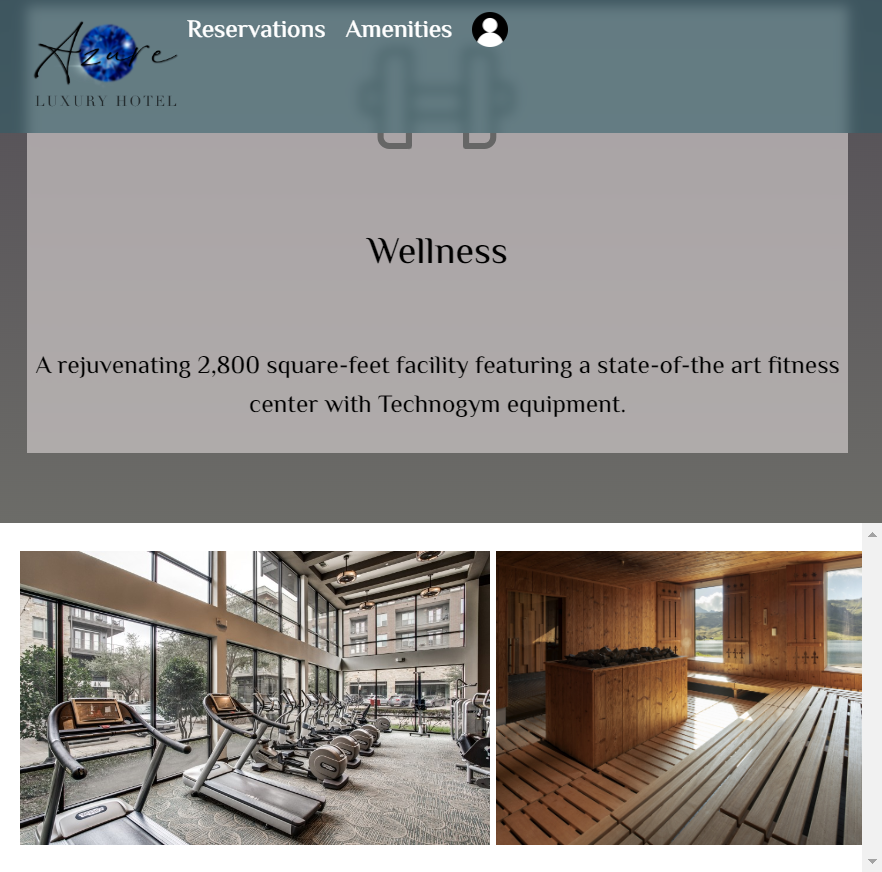 Reservations Amenities
Azure
LUXURY HOTEL
Wellness
A rejuvenating 2,800 square-feet facility featuring a state-of-the art fitness
center with Technogym equipment.